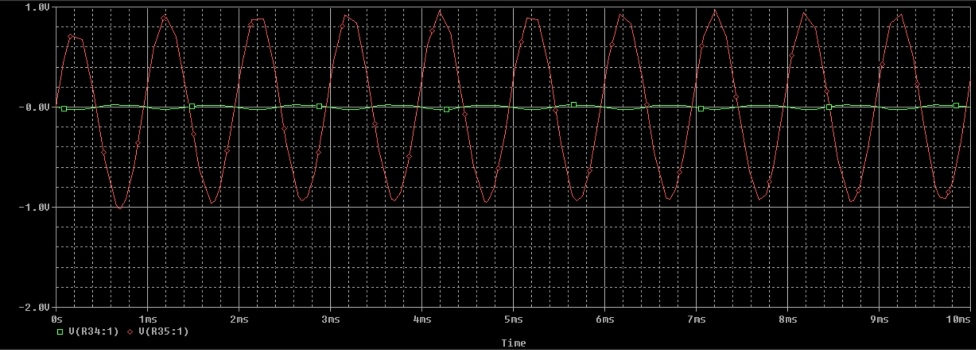 1.0V
-0.0V
-1.0V
-2.0V
0s 1ms 2ms 3ms 4ms 5ms 6ms 7ms 8ms 9ms 10ms
V(R34:1) V(R35:1)
Time